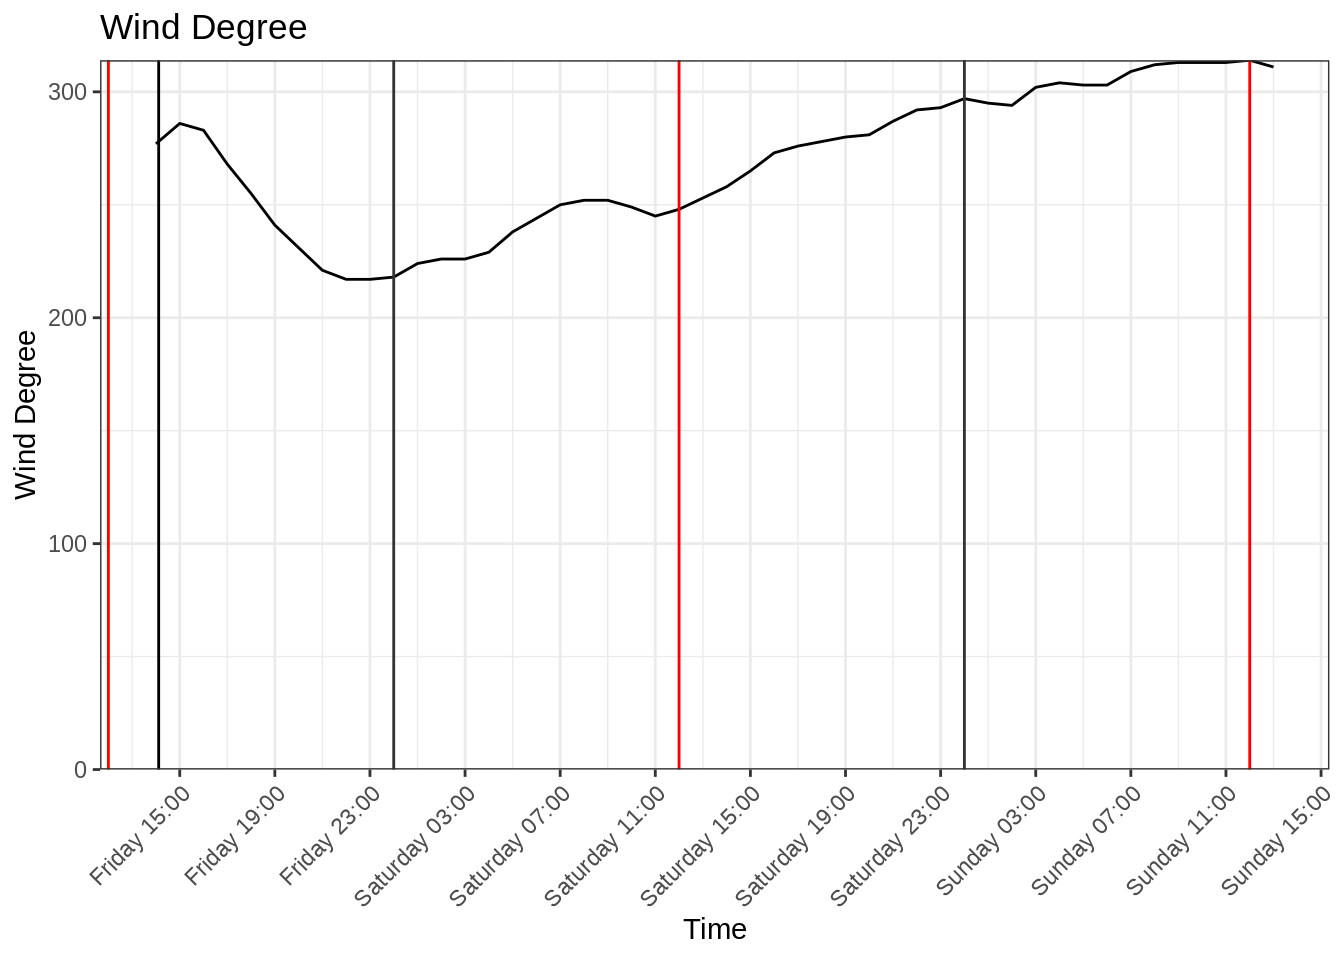 Wind Degree
Wind Degree
300
200
100
0
Friday 15:00
Friday 19:00
Friday 23:00
Saturday 03:00
Saturday 07:00
Saturday 11:00
Saturday 15:00
Saturday 19:00
Saturday 23:00
Sunday 03:00
Sunday 07:00
Sunday 11:00
Sunday 15:00
Time